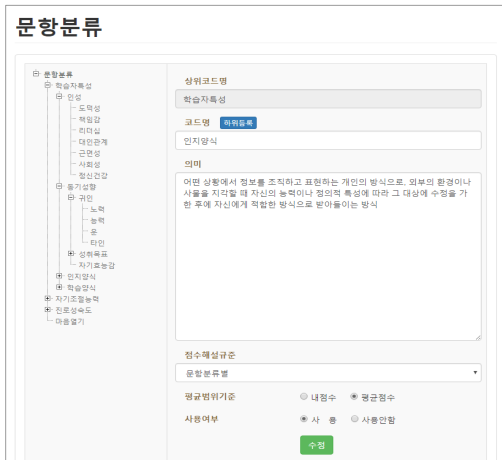 문항분류
문항분류
학습자특성
인성
도덕성
책임감
리더십
대인관계
근면성
사회성
정신건강
동기성향
귀인
노력
능력
운
타인
성취목표
자기효능감
인지양식
학습양식
자기조절능력
진로성숙도
마음열기
상위코드명
학습자특성
코드명 하위등록
인지양식
의미
어떤 상황에서 정보를 조직하고 표현하는 개인의 방식으로, 외부의 환경이나
사물을 지각할 때 자신의 능력이나 정의적 특성에 따라 그 대상에 수정을 가
한 후에 자신에게 적합한 방식으로 받아들이는 방식
점수해설규준
문항분류별
평균범위기준 내점수 평균점수
사용여부 사 용 사용안함
수정